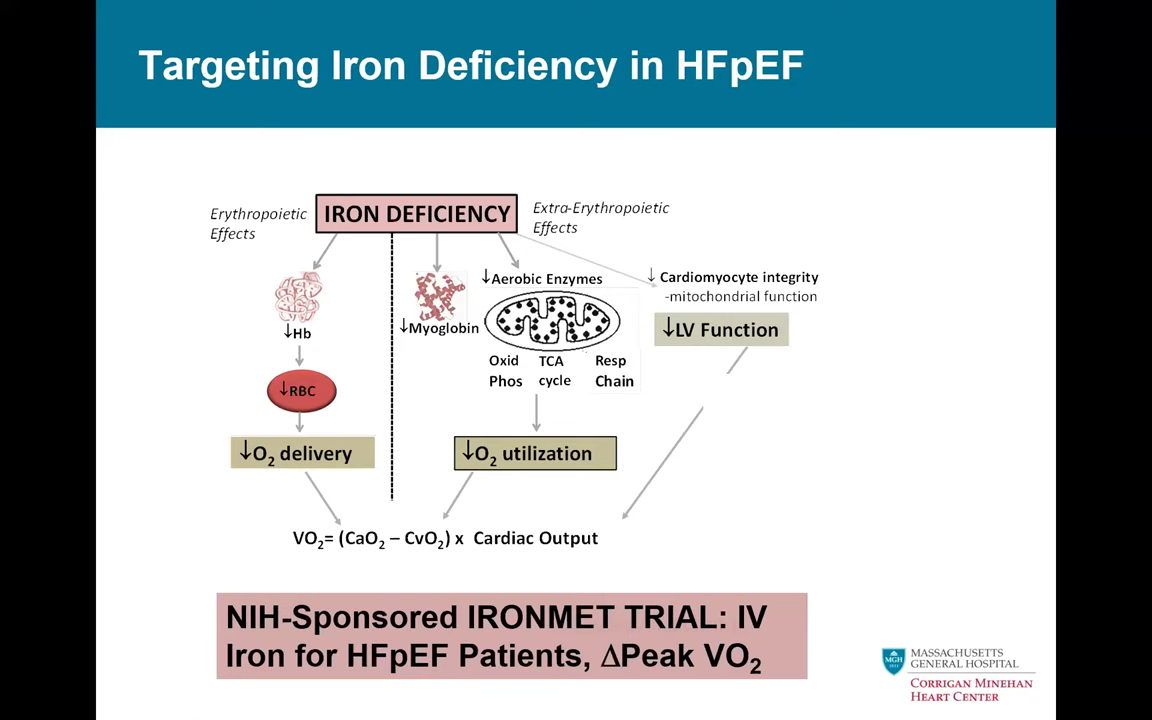 Targeting Iron Deficiency in HFpEF
Erythropoietic
Effects
IRON DEFICIENCY
Extra-Erythropoietic
Effects
↓Hb
↓RBC
↓O₂ delivery
↓Myoglobin
↓Aerobic Enzymes
Oxid
Phos
TCA
cycle
Resp
Chain
↓O₂ utilization
↓ Cardiomyocyte integrity
-mitochondrial function
↓LV Function
VO₂= (CaO₂ – CvO₂) x Cardiac Output
NIH-Sponsored IRONMET TRIAL: IV
Iron for HFpEF Patients, ΔPeak VO₂
MGH
1811
MASSACHUSETTS
GENERAL HOSPITAL
CORRIGAN MINEHAN
HEART CENTER